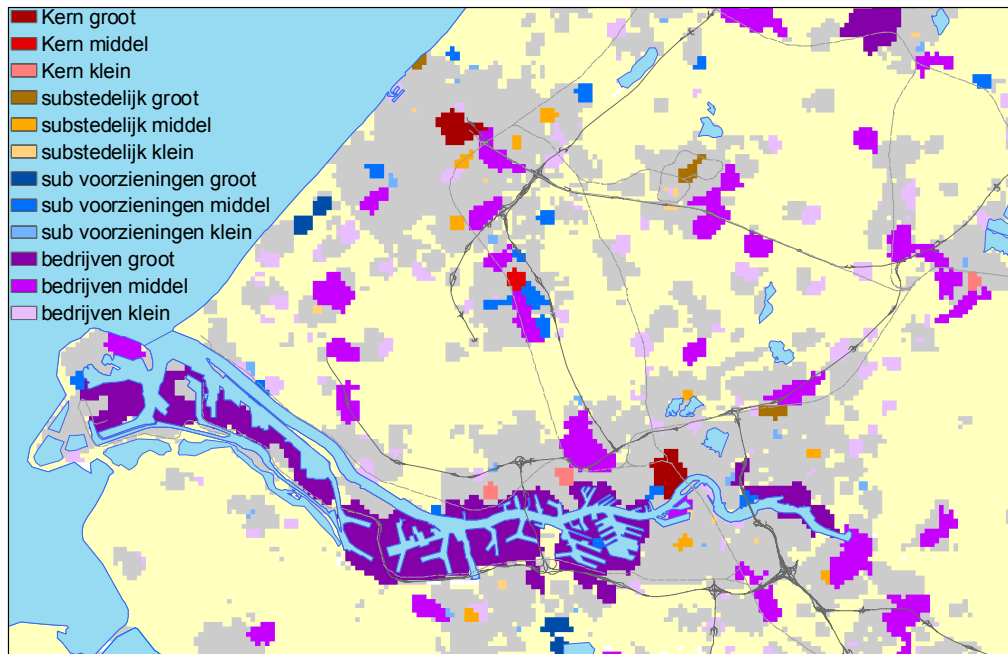 Kern groot
Kern middel
Kern klein
substedelijk groot
substedelijk middel
substedelijk klein
sub voorzieningen groot
sub voorzieningen middel
sub voorzieningen klein
bedrijven groot
bedrijven middel
bedrijven klein